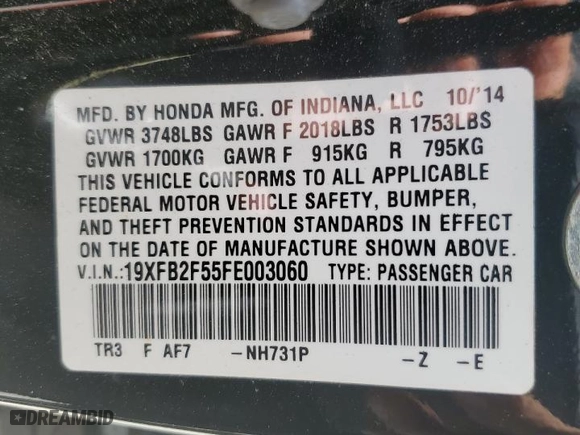 MFD. BY HONDA MFG. OF INDIANA, LLC 10/'14
GVWR 3748LBS GAWR F 2018LBS R 1753LBS
GVWR 1700KG GAWR F 915KG R 795KG
THIS VEHICLE CONFORMS TO ALL APPLICABLE
FEDERAL MOTOR VEHICLE SAFETY, BUMPER,
AND THEFT PREVENTION STANDARDS IN EFFECT
ON THE DATE OF MANUFACTURE SHOWN ABOVE.
V.I.N.:19XFB2F55FE003060 TYPE: PASSENGER CAR
TR3 F AF7 -NH731P -Z -E
DREAMBID